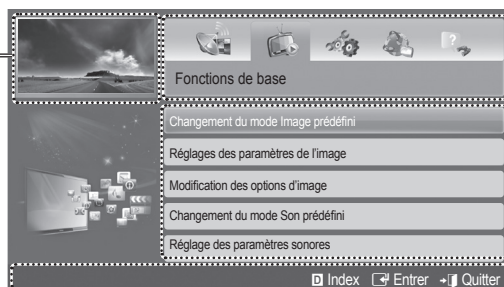 Fonctions de base
Changement du mode Image prédéfini
Réglages des paramètres de l'image
Modification des options d'image
Changement du mode Son prédéfini
Réglage des paramètres sonores
D Index Entrer Quitter